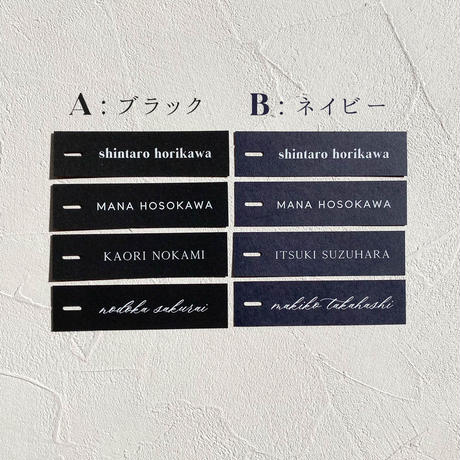 A：ブラック
shintaro horikawa
MANA HOSOKAWA
KAORI NOKAMI
nodoka sakurai
B：ネイビー
shintaro horikawa
MANA HOSOKAWA
ITSUKI SUZUHARA
makiko takahashi